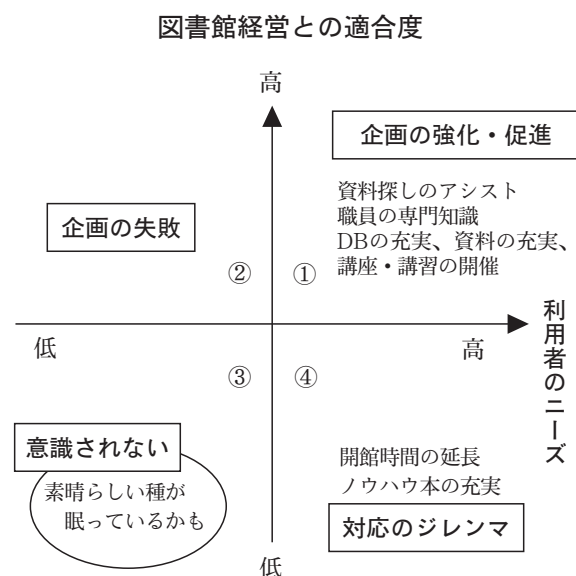 図書館経営との適合度
高
企画の強化・促進
資料探しのアシスト
職員の専門知識
DBの充実、資料の充実、
講座・講習の開催
企画の失敗
②
①
低
高
利用者のニーズ
③
④
意識されない
素晴らしい種が
眠っているかも
開館時間の延長
ノウハウ本の充実
対応のジレンマ
低